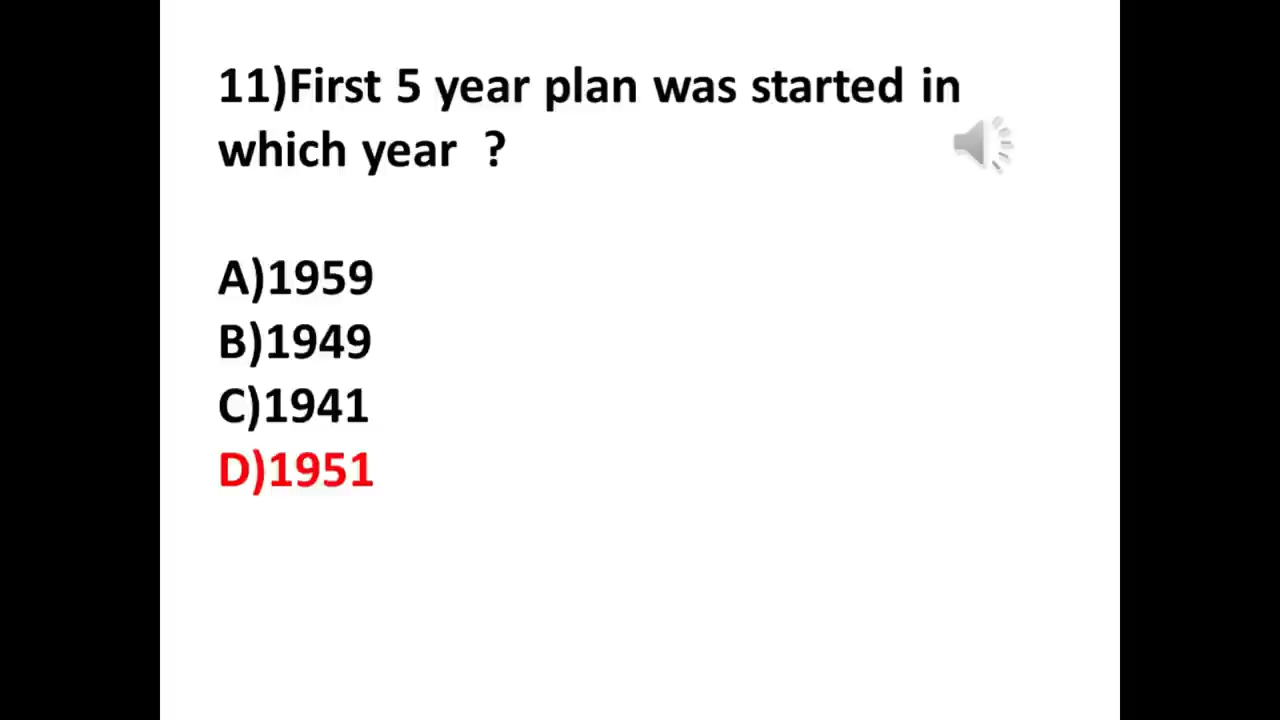 11)First 5 year plan was started in
which year  ?
A)1959
B)1949
C)1941
D)1951